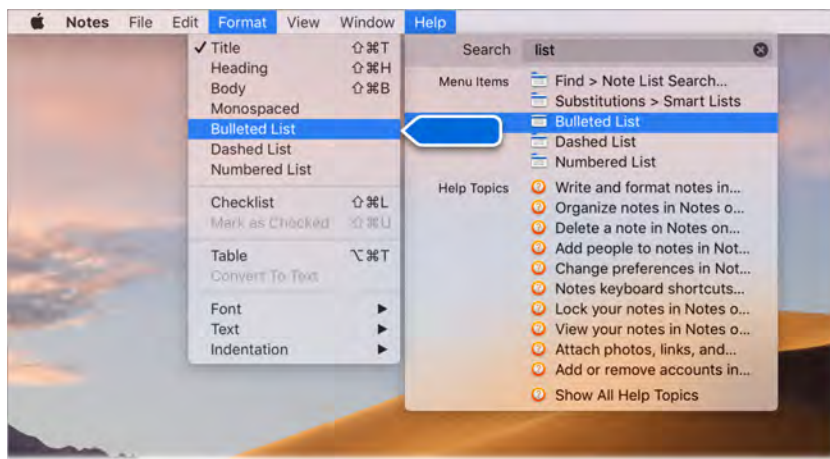 Notes File Edit Format View Window Help
✓ Title ⇧⌘T
Heading ⇧⌘H
Body ⇧⌘B
Monospaced
Bulleted List
Dashed List
Numbered List
Checklist ⇧⌘L
Mark as Checked ⇧⌘U
Table ⌥⌘T
Convert To Text
Font ▶
Text ▶
Indentation ▶
Search list
Menu Items Find > Note List Search...
Substitutions > Smart Lists
Bulleted List
Dashed List
Numbered List
Help Topics Write and format notes in...
Organize notes in Notes o...
Delete a note in Notes on...
Add people to notes in Not...
Change preferences in Not...
Notes keyboard shortcuts...
Lock your notes in Notes o...
View your notes in Notes o...
Attach photos, links, and...
Add or remove accounts in...
Show All Help Topics